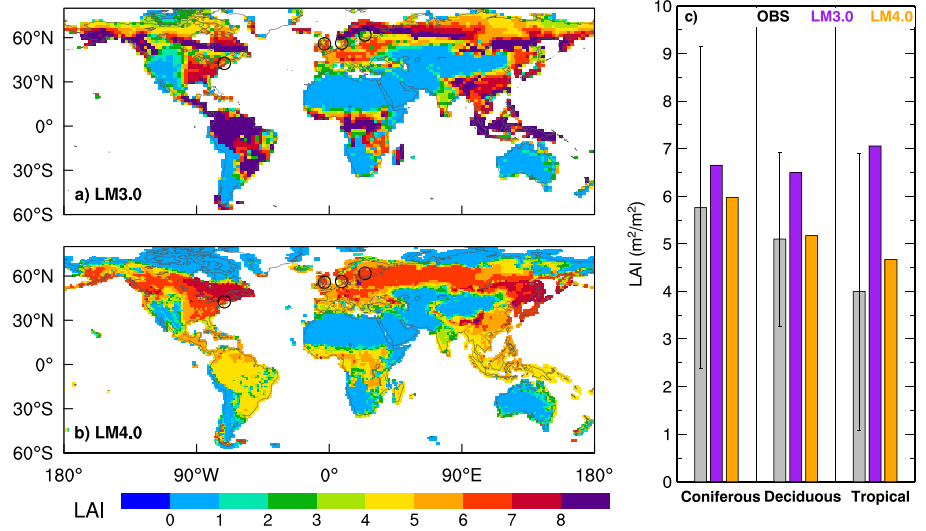 60°N
30°N
0°
30°S
60°S
a) LM3.0
60°N
30°N
0°
30°S
60°S
b) LM4.0
180° 90°W 0° 90°E 180°
LAI
0 1 2 3 4 5 6 7 8
c) OBS LM3.0 LM4.0
10
9
8
7
6
5
4
3
2
1
0
LAI (m²/m²)
Coniferous Deciduous Tropical